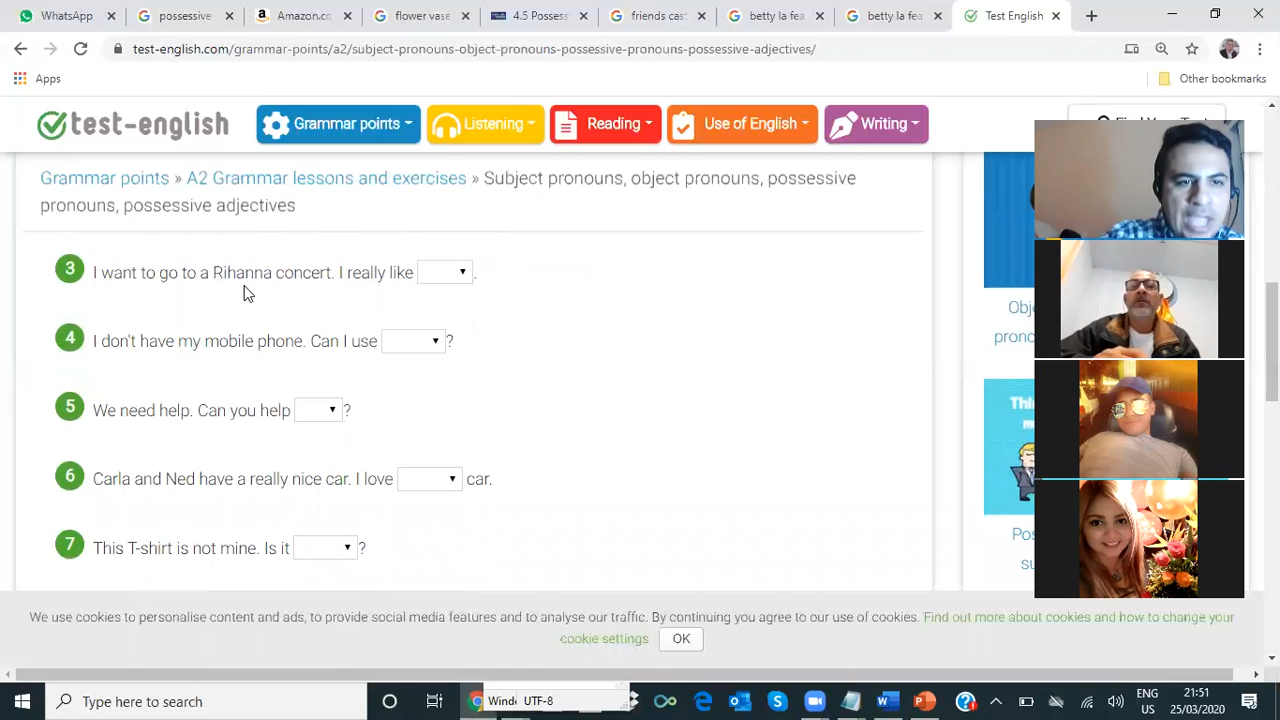 WhatsApp
possessive
Amazon.co
flower vase
4.5 Possess
friends cas
betty la fea
betty la fea
Test English
test-english.com/grammar-points/a2/subject-pronouns-object-pronouns-possessive-pronouns-possessive-adjectives/
Apps
Other bookmarks
test-english
Grammar points
Listening
Reading
Use of English
Writing
Grammar points » A2 Grammar lessons and exercises » Subject pronouns, object pronouns, possessive
pronouns, possessive adjectives
3 I want to go to a Rihanna concert. I really like .
4 I don't have my mobile phone. Can I use ?
5 We need help. Can you help ?
6 Carla and Ned have a really nice car. I love car.
7 This T-shirt is not mine. Is it ?
Obje
prono
Pos
su
We use cookies to personalise content and ads, to provide social media features and to analyse our traffic. By continuing you agree to our use of cookies. Find out more about cookies and how to change your
cookie settings OK
Type here to search
Windo UTF-8
ENG
US
21:51
25/03/2020